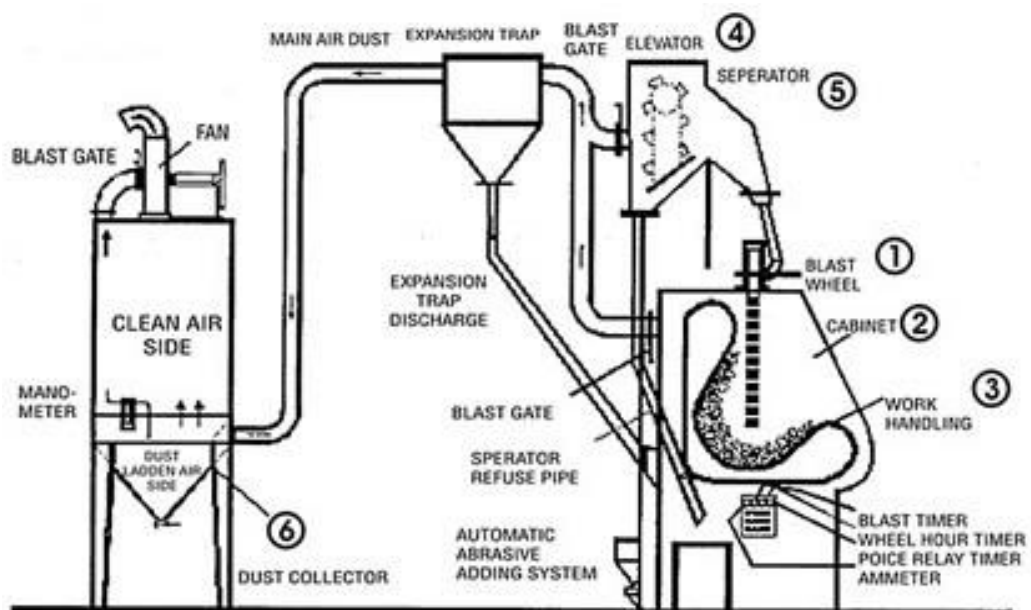 MAIN AIR DUST
EXPANSION TRAP
BLAST
GATE
ELEVATOR
4
SEPERATOR
5
FAN
BLAST GATE
EXPANSION
TRAP
DISCHARGE
BLAST
WHEEL
1
CLEAN AIR
SIDE
CABINET
2
MANO-
METER
3
WORK
HANDLING
BLAST GATE
DUST
LADDEN AIR
SIDE
SPERATOR
REFUSE PIPE
6
BLAST TIMER
WHEEL HOUR TIMER
POICE RELAY TIMER
AMMETER
AUTOMATIC
ABRASIVE
ADDING SYSTEM
DUST COLLECTOR